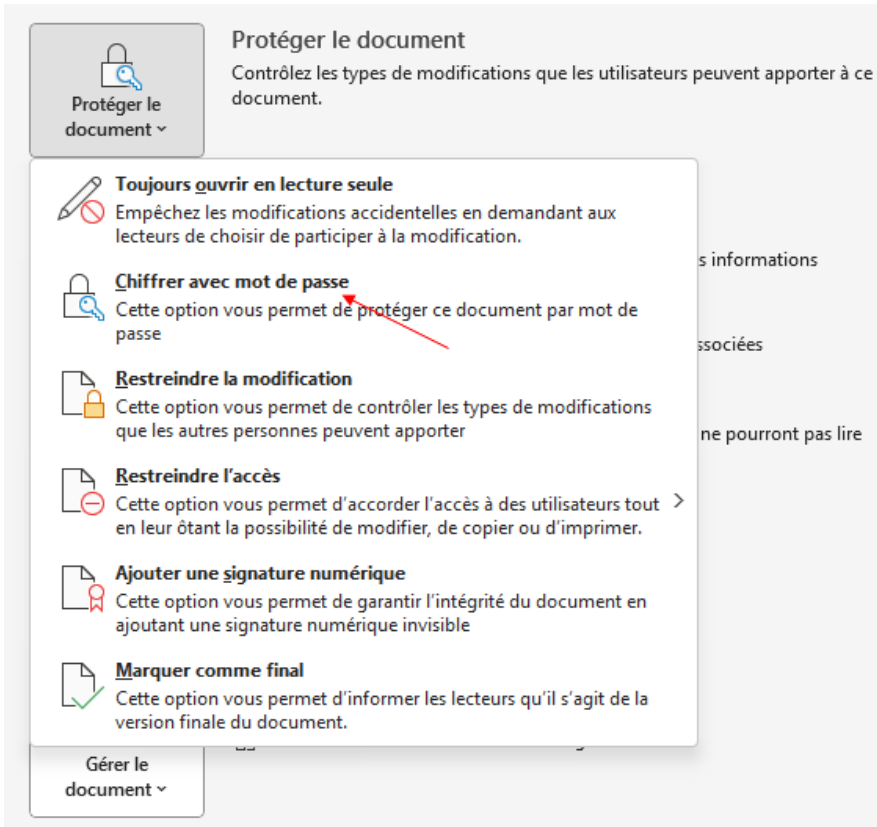 Protéger le document
Contrôlez les types de modifications que les utilisateurs peuvent apporter à ce
document.
Protéger le
document
Toujours ouvrir en lecture seule
Empêchez les modifications accidentelles en demandant aux
lecteurs de choisir de participer à la modification.
s informations
Chiffrer avec mot de passe
Cette option vous permet de protéger ce document par mot de
passe
ssociées
Restreindre la modification
Cette option vous permet de contrôler les types de modifications
que les autres personnes peuvent apporter
ne pourront pas lire
Restreindre l’accès
Cette option vous permet d’accorder l’accès à des utilisateurs tout
en leur ôtant la possibilité de modifier, de copier ou d’imprimer.
Ajouter une signature numérique
Cette option vous permet de garantir l’intégrité du document en
ajoutant une signature numérique invisible
Marquer comme final
Cette option vous permet d’informer les lecteurs qu’il s’agit de la
version finale du document.
Gérer le
document